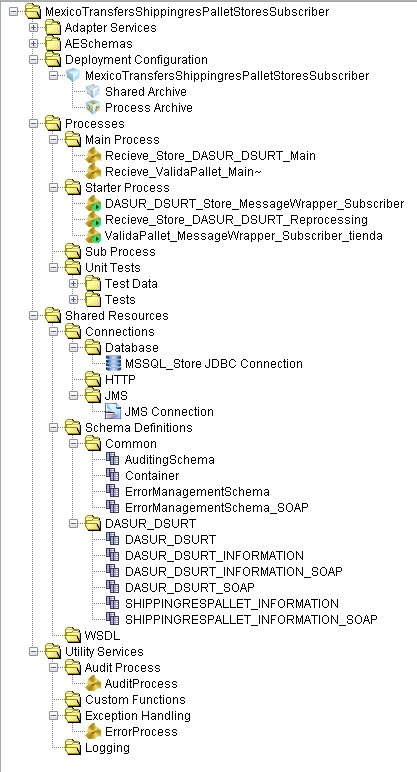 MexicoTransfersShippingresPalletStoresSubscriber
Adapter Services
AESchemas
Deployment Configuration
MexicoTransfersShippingresPalletStoresSubscriber
Shared Archive
Process Archive
Processes
Main Process
Recieve_Store_DASUR_DSURT_Main
Recieve_ValidaPallet_Main~
Starter Process
DASUR_DSURT_Store_MessageWrapper_Subscriber
Recieve_Store_DASUR_DSURT_Reprocessing
ValidaPallet_MessageWrapper_Subscriber_tienda
Sub Process
Unit Tests
Test Data
Tests
Shared Resources
Connections
Database
MSSQL_Store JDBC Connection
HTTP
JMS
JMS Connection
Schema Definitions
Common
AuditingSchema
Container
ErrorManagementSchema
ErrorManagementSchema_SOAP
DASUR_DSURT
DASUR_DSURT
DASUR_DSURT_INFORMATION
DASUR_DSURT_INFORMATION_SOAP
DASUR_DSURT_SOAP
SHIPPINGRESPALLET_INFORMATION
SHIPPINGRESPALLET_INFORMATION_SOAP
WSDL
Utility Services
Audit Process
AuditProcess
Custom Functions
Exception Handling
ErrorProcess
Logging